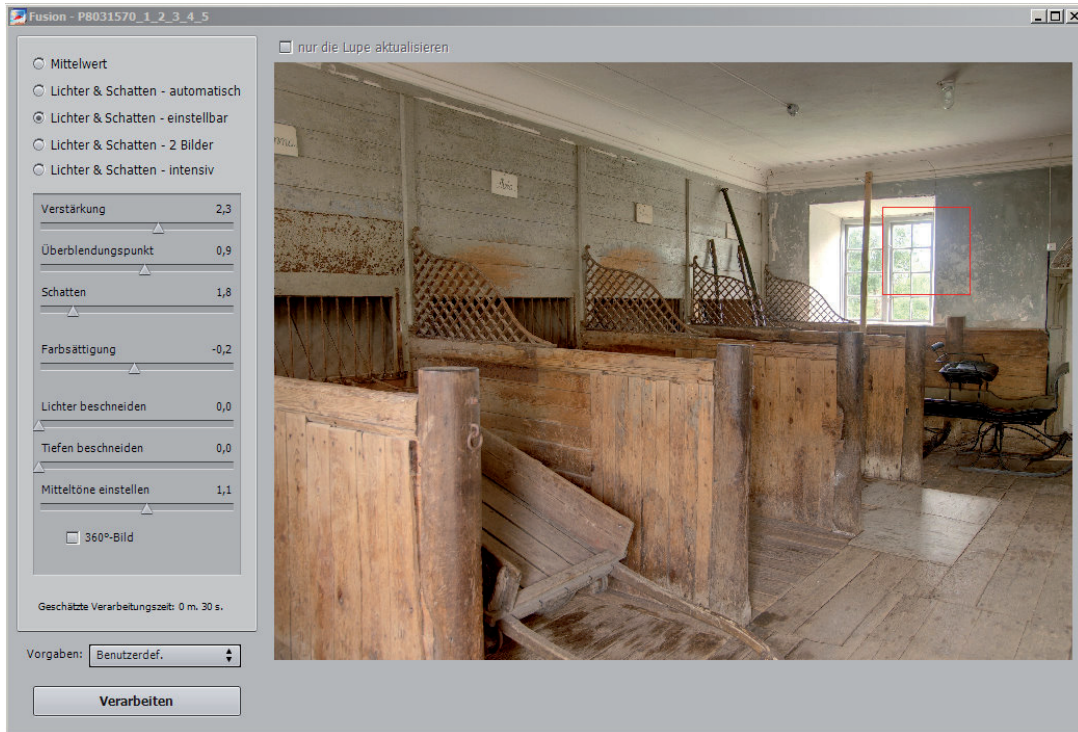 Fusion - P8031570_1_2_3_4_5
nur die Lupe aktualisieren
Mittelwert
Lichter & Schatten - automatisch
Lichter & Schatten - einstellbar
Lichter & Schatten - 2 Bilder
Lichter & Schatten - intensiv
Verstärkung 2,3
Überblendungspunkt 0,9
Schatten 1,8
Farbsättigung -0,2
Lichter beschneiden 0,0
Tiefen beschneiden 0,0
Mitteltöne einstellen 1,1
360°-Bild
Geschätzte Verarbeitungszeit: 0 m. 30 s.
Vorgaben: Benutzerdef.
Verarbeiten